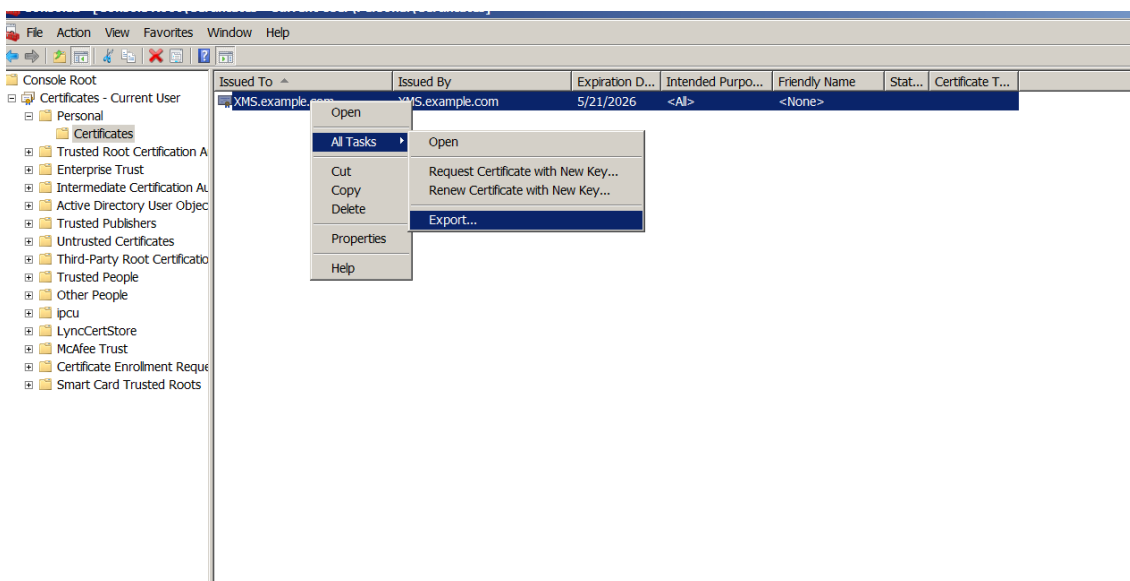 File Action View Favorites Window Help
Console Root
Certificates - Current User
Personal
Certificates
Trusted Root Certification A
Enterprise Trust
Intermediate Certification Au
Active Directory User Objec
Trusted Publishers
Untrusted Certificates
Third-Party Root Certificatio
Trusted People
Other People
ipcu
LyncCertStore
McAfee Trust
Certificate Enrollment Reque
Smart Card Trusted Roots
Issued To Issued By Expiration D... Intended Purpo... Friendly Name Stat... Certificate T...
XMS.example.com XMS.example.com 5/21/2026 <All> <None>
Open
All Tasks
Cut
Copy
Delete
Properties
Help
Open
Request Certificate with New Key...
Renew Certificate with New Key...
Export...